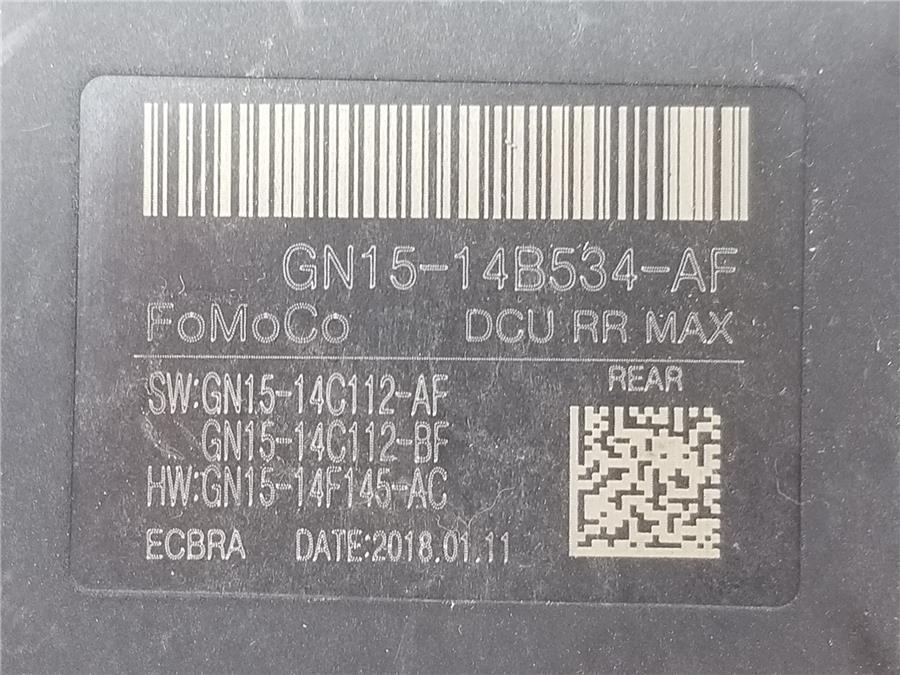 GN15-14B534-AF
FoMoCo DCU RR MAX
REAR
SW:GN15-14C112-AF
GN15-14C112-BF
HW:GN15-14F145-AC
ECBRA DATE:2018.01.11